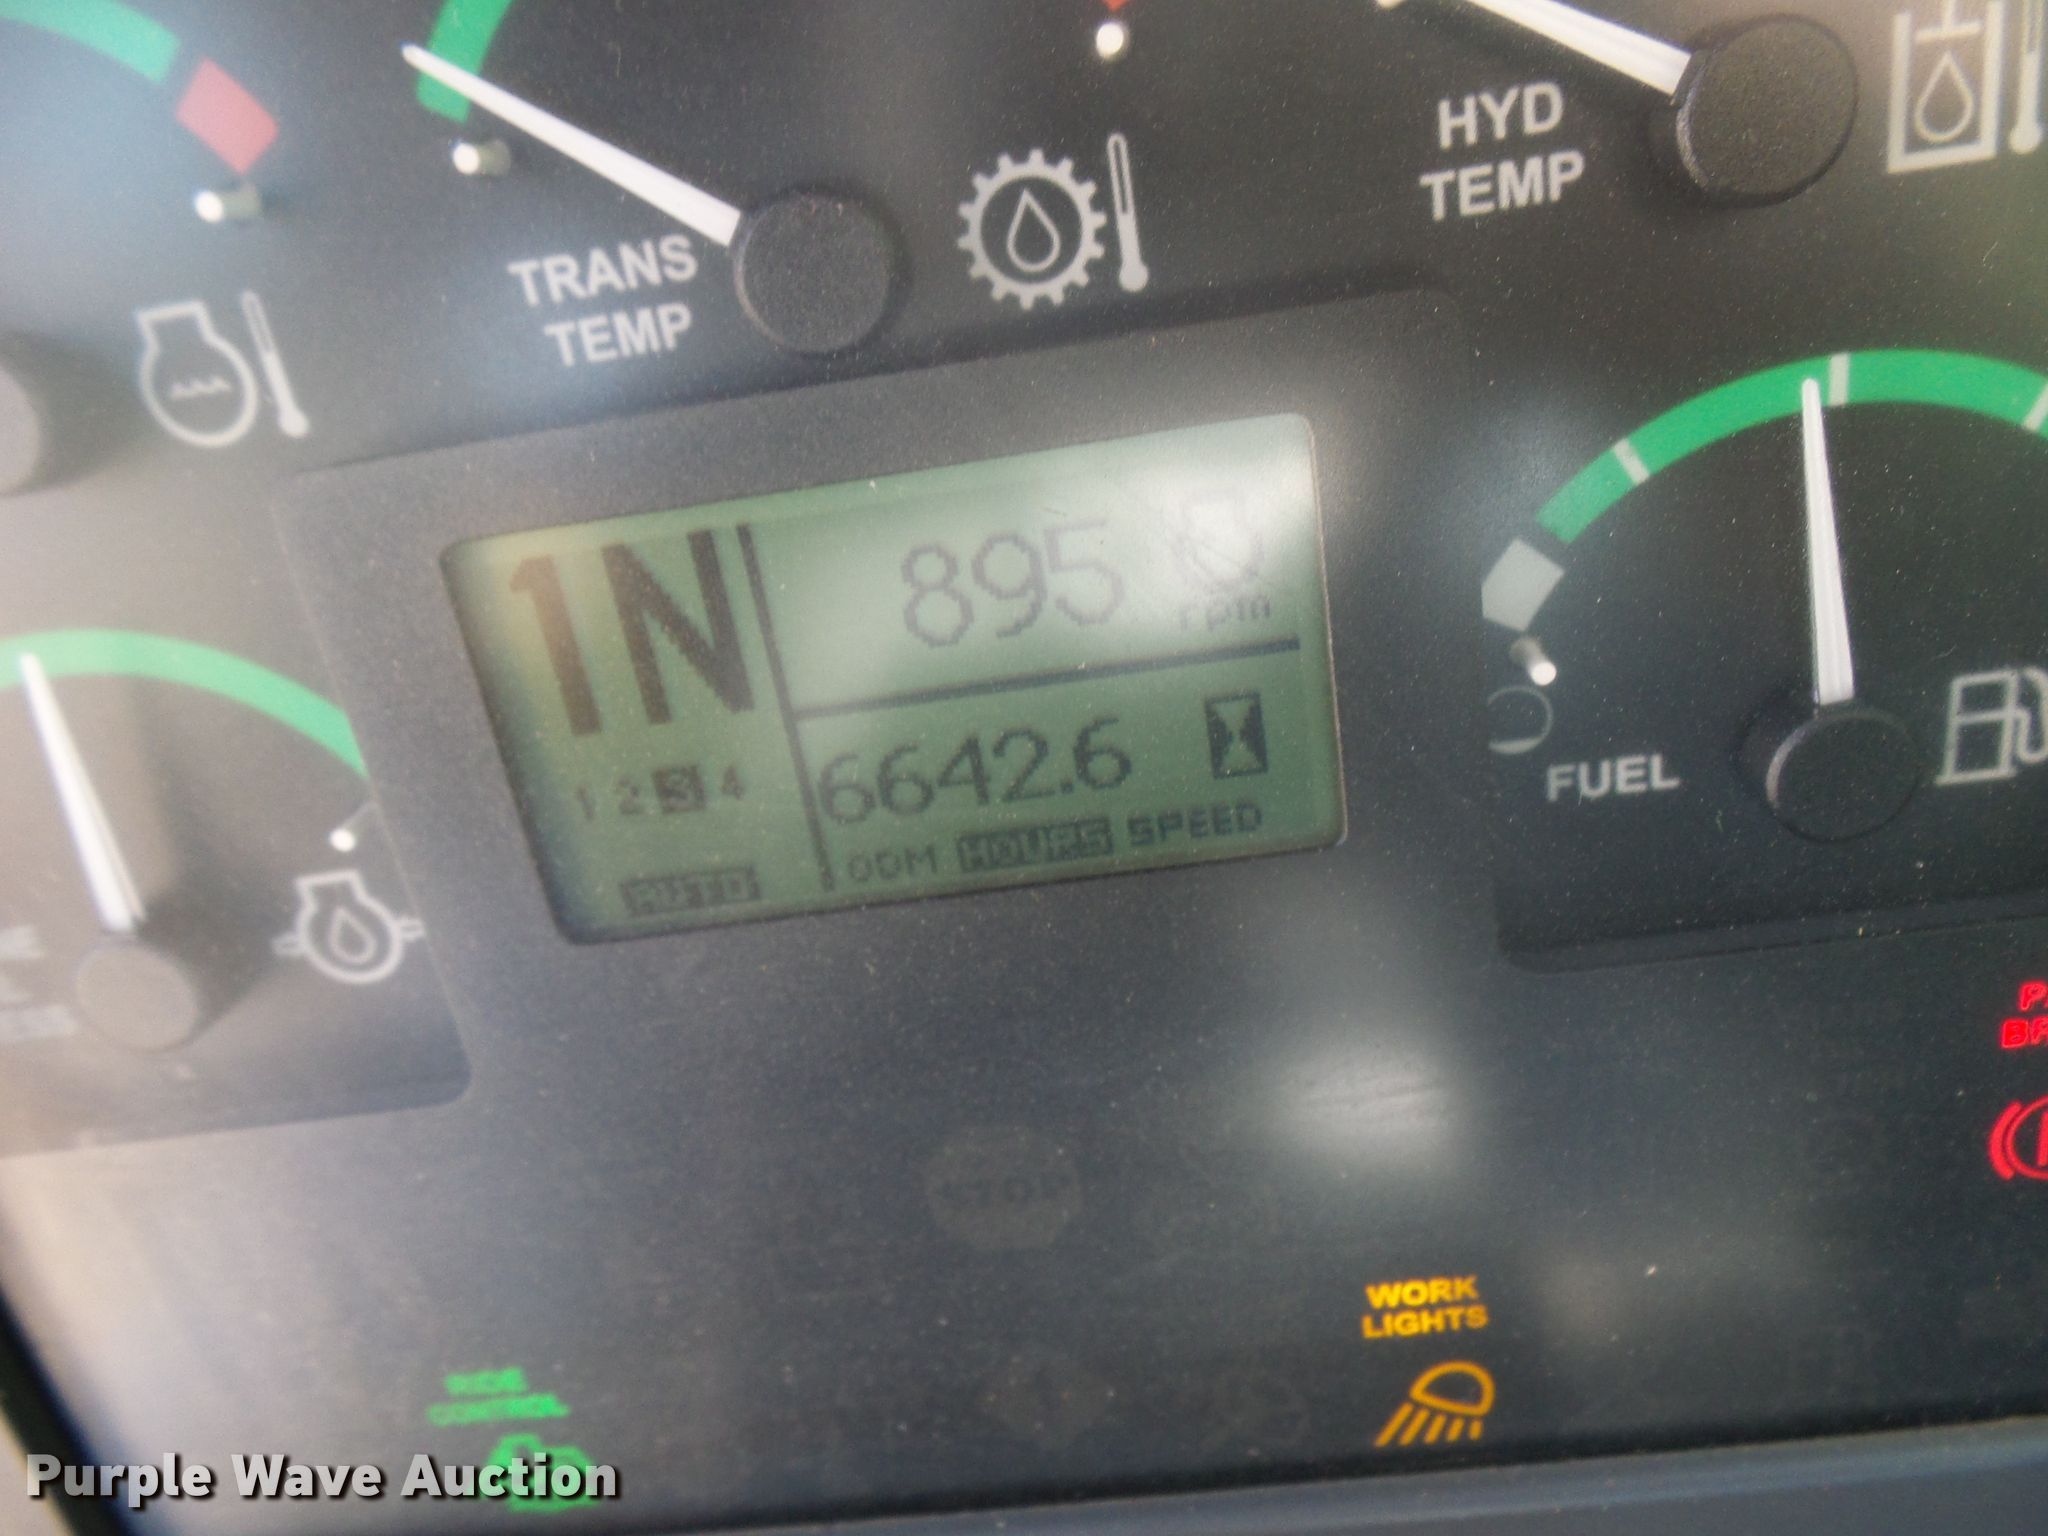 HYD
TEMP
TRANS
TEMP
1N
895
rpm
6642.6
1 2 3 4
ODM HOURS SPEED
AUTO
FUEL
STOP
WORK
LIGHTS
RIDE
CONTROL
Purple Wave Auction